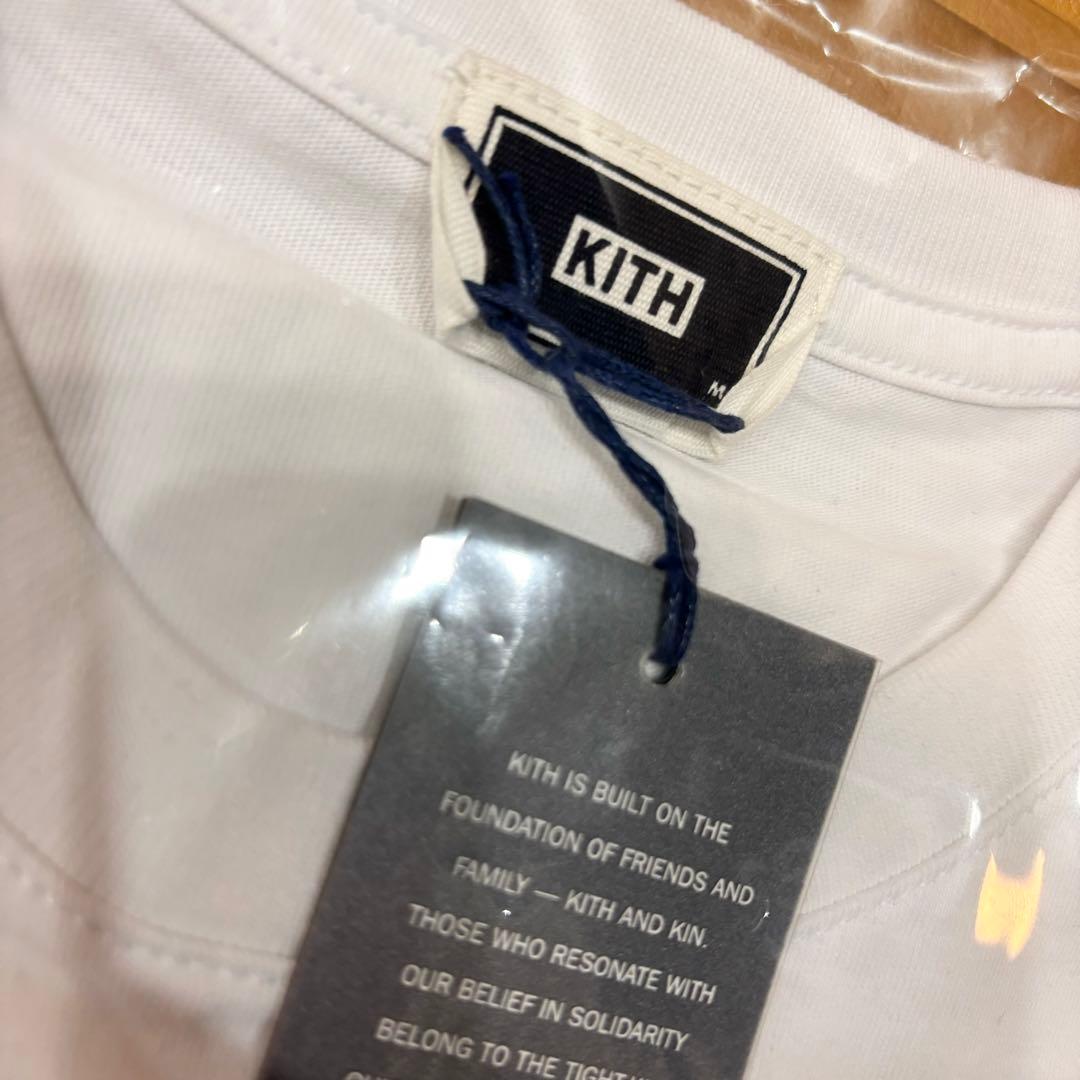 KITH
M
KITH IS BUILT ON THE
FOUNDATION OF FRIENDS AND
FAMILY — KITH AND KIN.
THOSE WHO RESONATE WITH
OUR BELIEF IN SOLIDARITY
BELONG TO THE